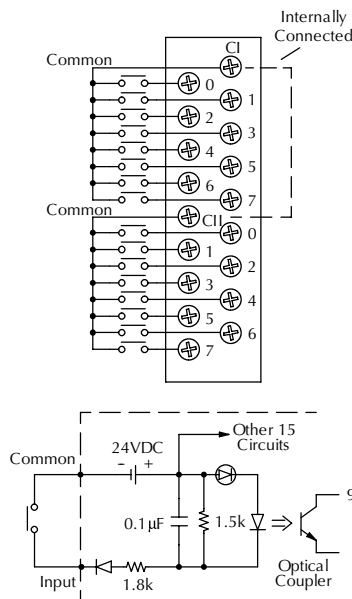 Internally
Connected
CI
Common
0
1
2
3
4
5
6
7
Common
CII
0
1
2
3
4
5
6
7
24VDC
- +
Other 15
Circuits
Common
0.1µF
1.5k
9
Optical
Coupler
Input
1.8k